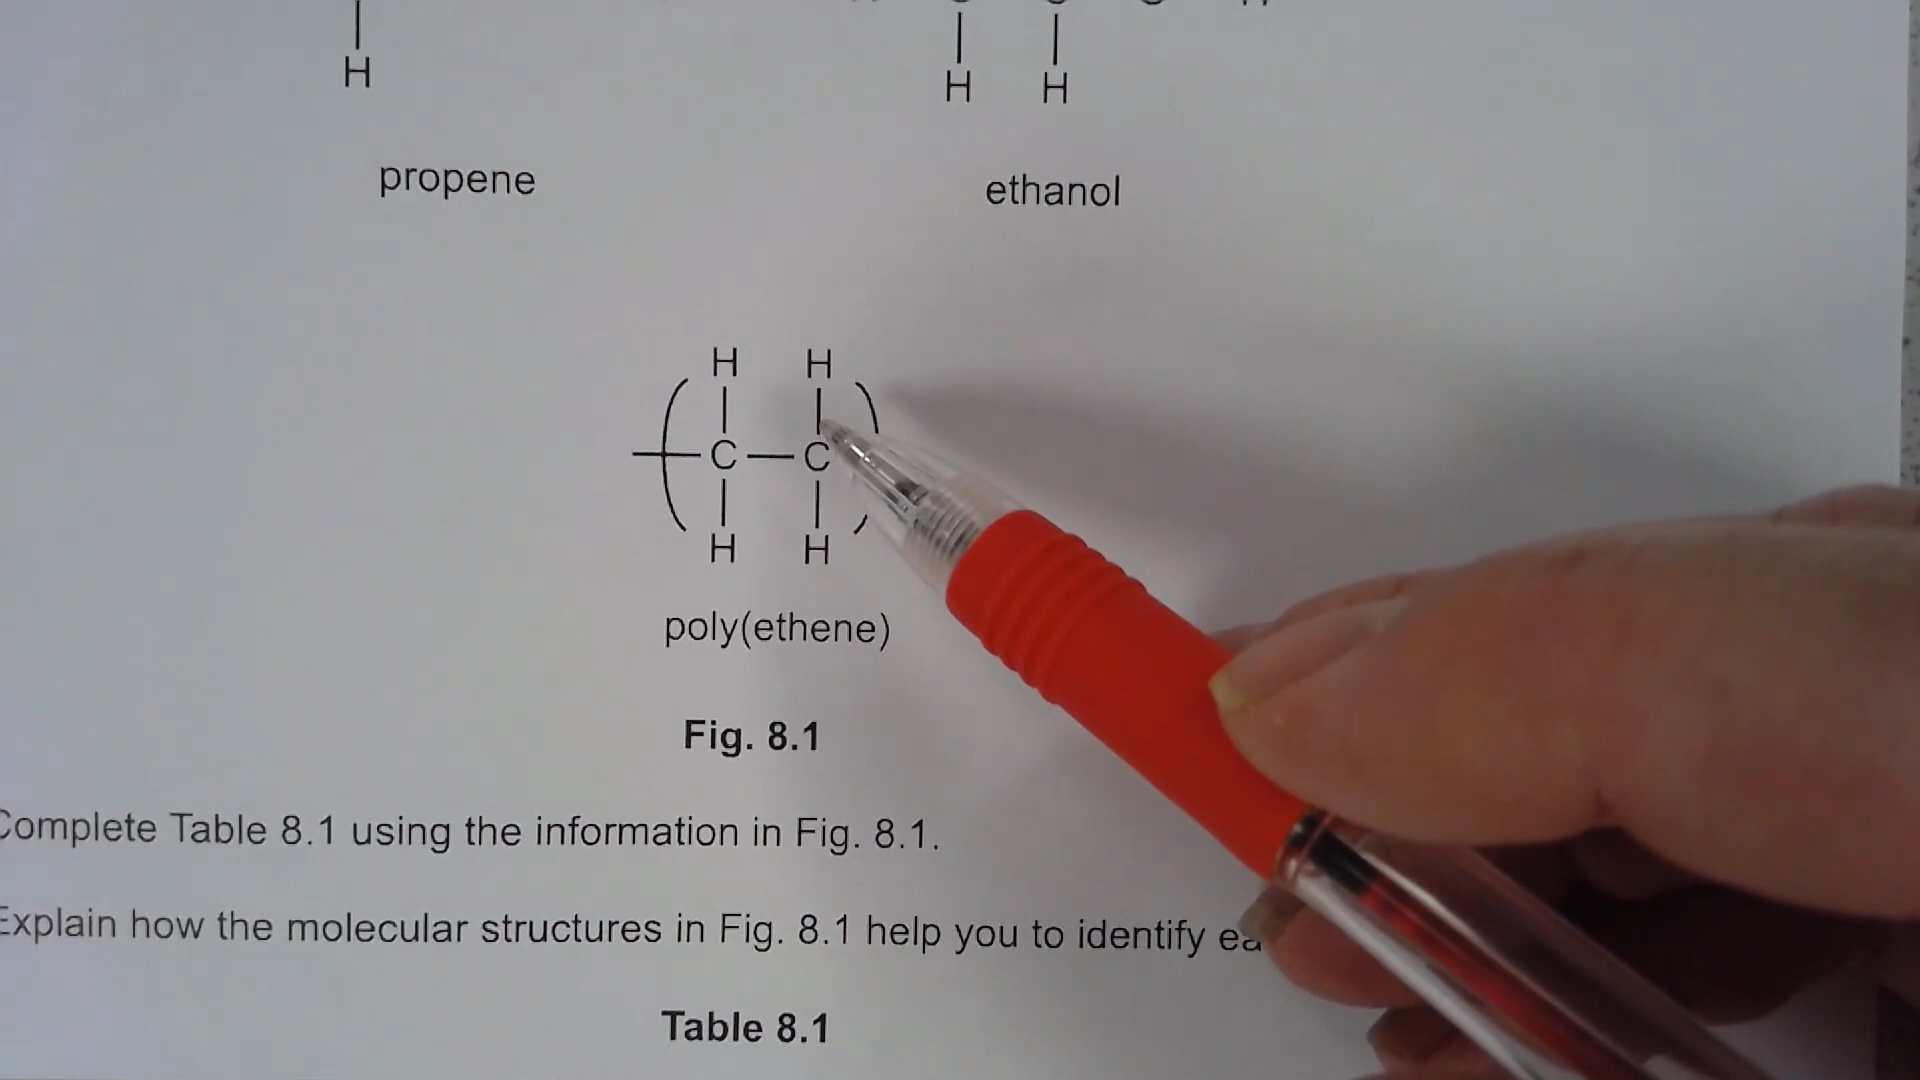 H H H
propene ethanol
H H
C C
H H
poly(ethene)
Fig. 8.1
Complete Table 8.1 using the information in Fig. 8.1.
Explain how the molecular structures in Fig. 8.1 help you to identify
Table 8.1